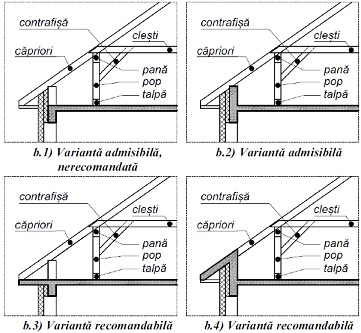 contrafișă
clești
căpriori
pană
pop
talpă
b.1) Variantă admisibilă,
nerecomandată
contrafișă
clești
căpriori
pană
pop
talpă
b.2) Variantă admisibilă
contrafișă
clești
căpriori
pană
pop
talpă
b.3) Variantă recomandabilă
contrafișă
clești
căpriori
pană
pop
talpă
b.4) Variantă recomandabilă